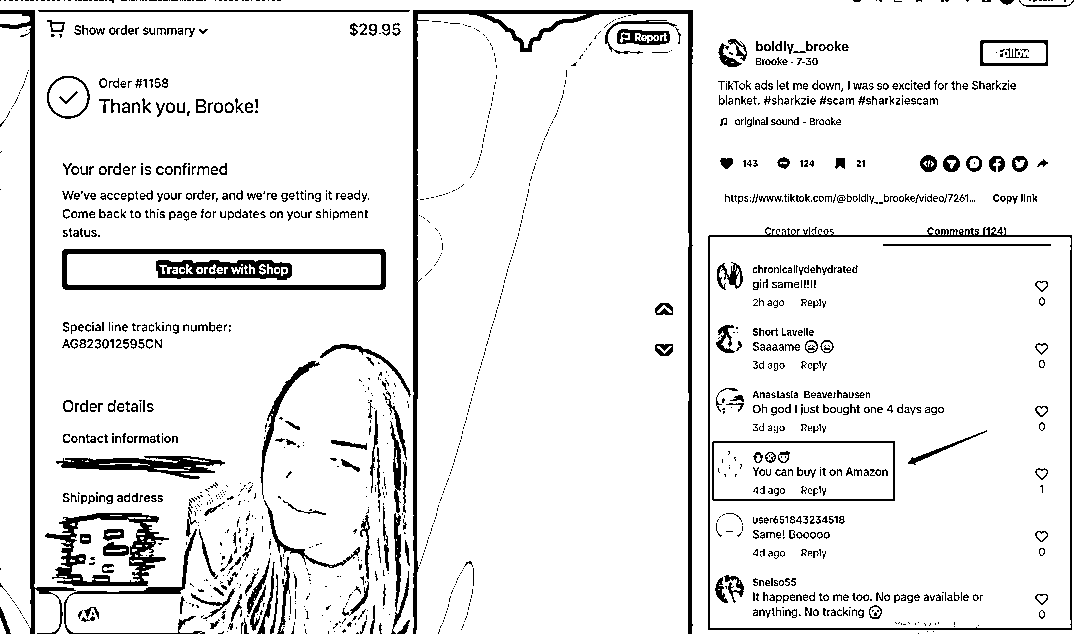 Show order summary
$29.95
Order #1158
Thank you, Brooke!
Your order is confirmed
We've accepted your order, and we're getting it ready.
Come back to this page for updates on your shipment
status.
Track order with Shop
Special line tracking number:
AG823012595CN
Order details
Contact information
Shipping address
AA
Report
boldly__brooke
Brooke · 7-30
Follow
TikTok ads let me down, I was so excited for the Sharkzie
blanket. #sharkzie #scam #sharkziescam
original sound - Brooke
143
124
21
https://www.tiktok.com/@boldly__brooke/video/7261...
Copy link
Creator videos
Comments (124)
chronicallydehydrated
girl same!!!!!
2h ago Reply
0
Short Lavelle
Saaaame
3d ago Reply
0
Anastasia Beaverhausen
Oh god I just bought one 4 days ago
3d ago Reply
0
You can buy it on Amazon
4d ago Reply
1
user651843234518
Same! Booooo
4d ago Reply
0
Snelso55
It happened to me too. No page available or
anything. No tracking
0